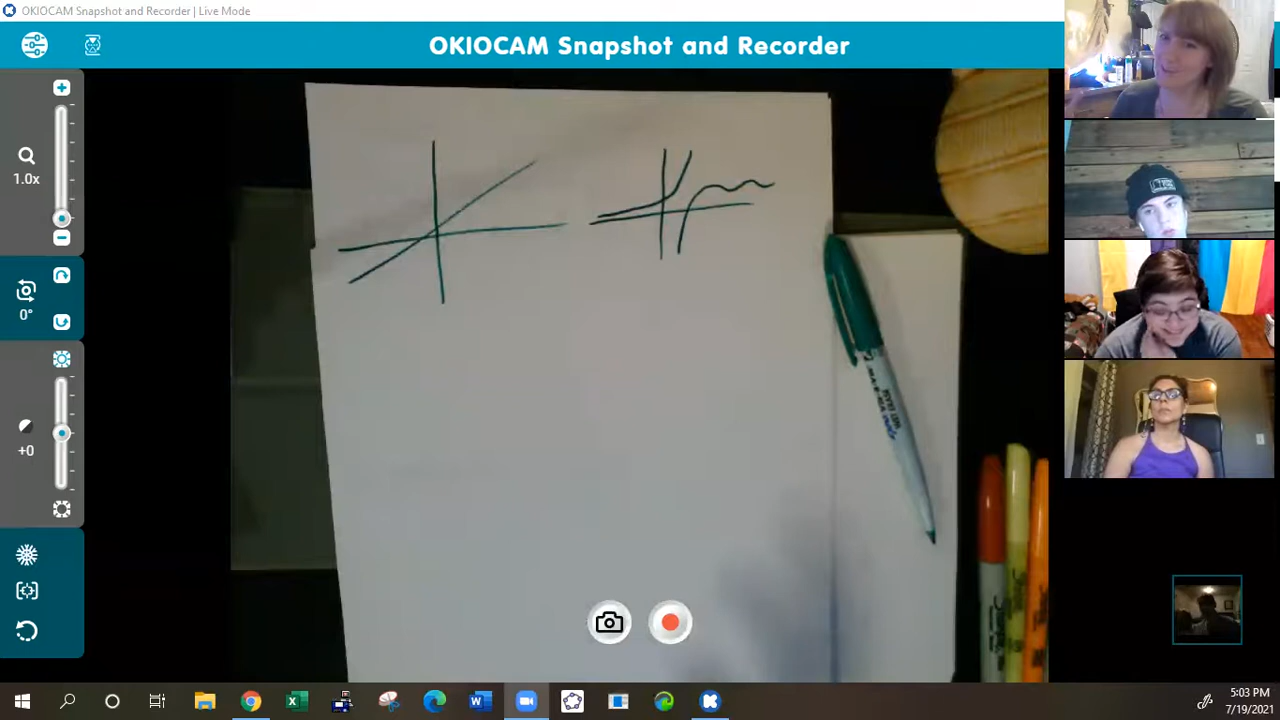 OKIOCAM Snapshot and Recorder | Live Mode
OKIOCAM Snapshot and Recorder
1.0x
0°
+0
5:03 PM
7/19/2021